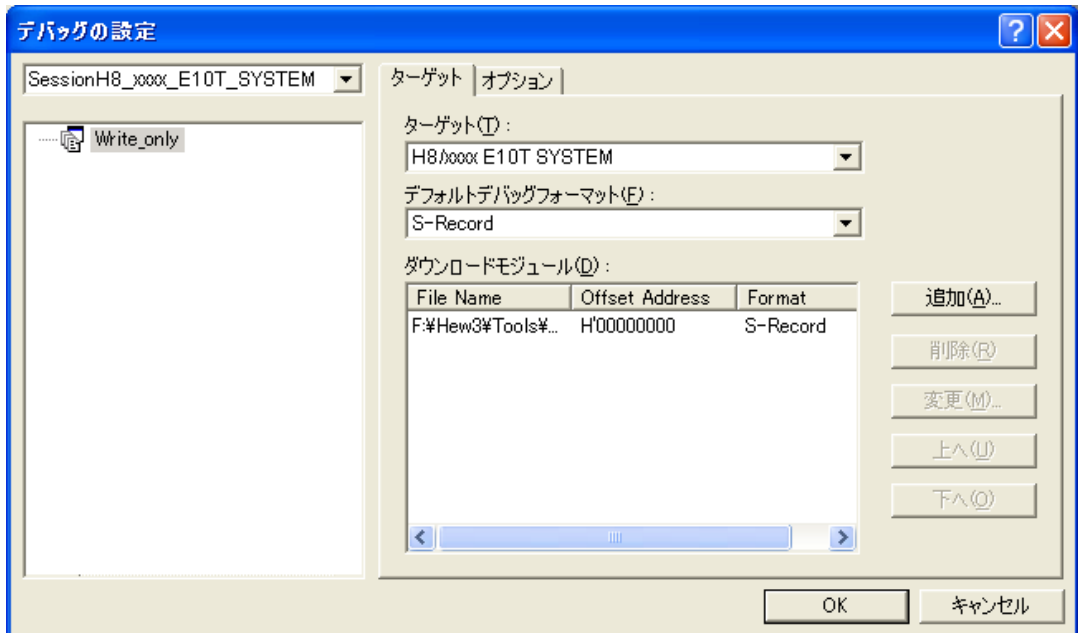 デバッグの設定
SessionH8_xxxx_E10T_SYSTEM
Write_only
ターゲット オプション
ターゲット(T) :
H8/xxxx E10T SYSTEM
デフォルトデバッグフォーマット(F) :
S-Record
ダウンロードモジュール(D) :
File Name Offset Address Format
F:¥Hew3¥Tools¥... H'00000000 S-Record
追加(A)...
削除(R)
変更(M)...
上へ(U)
下へ(O)
OK キャンセル